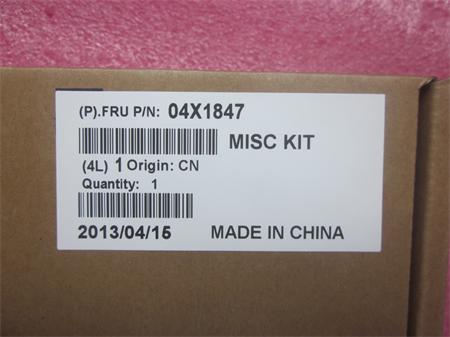 (P).FRU P/N: 04X1847
MISC KIT
(4L) 1 Origin: CN
Quantity: 1
2013/04/15 MADE IN CHINA